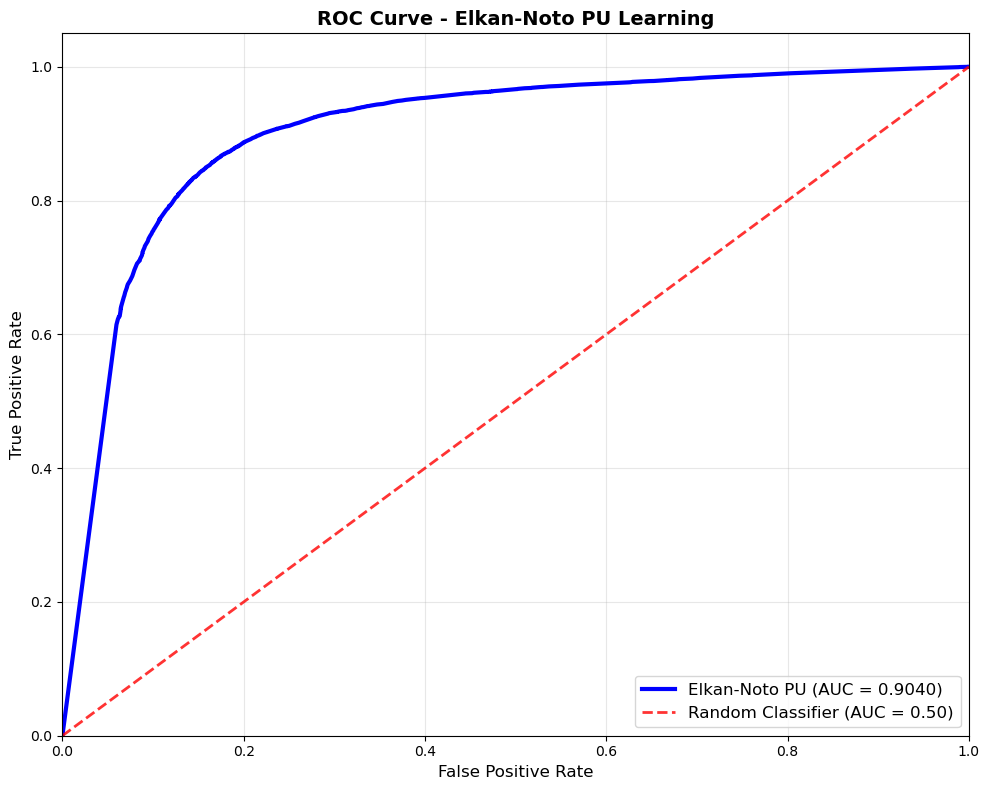 ROC Curve - Elkan-Noto PU Learning
True Positive Rate
1.0
0.8
0.6
0.4
0.2
0.0
0.0 0.2 0.4 0.6 0.8 1.0
False Positive Rate
Elkan-Noto PU (AUC = 0.9040)
Random Classifier (AUC = 0.50)